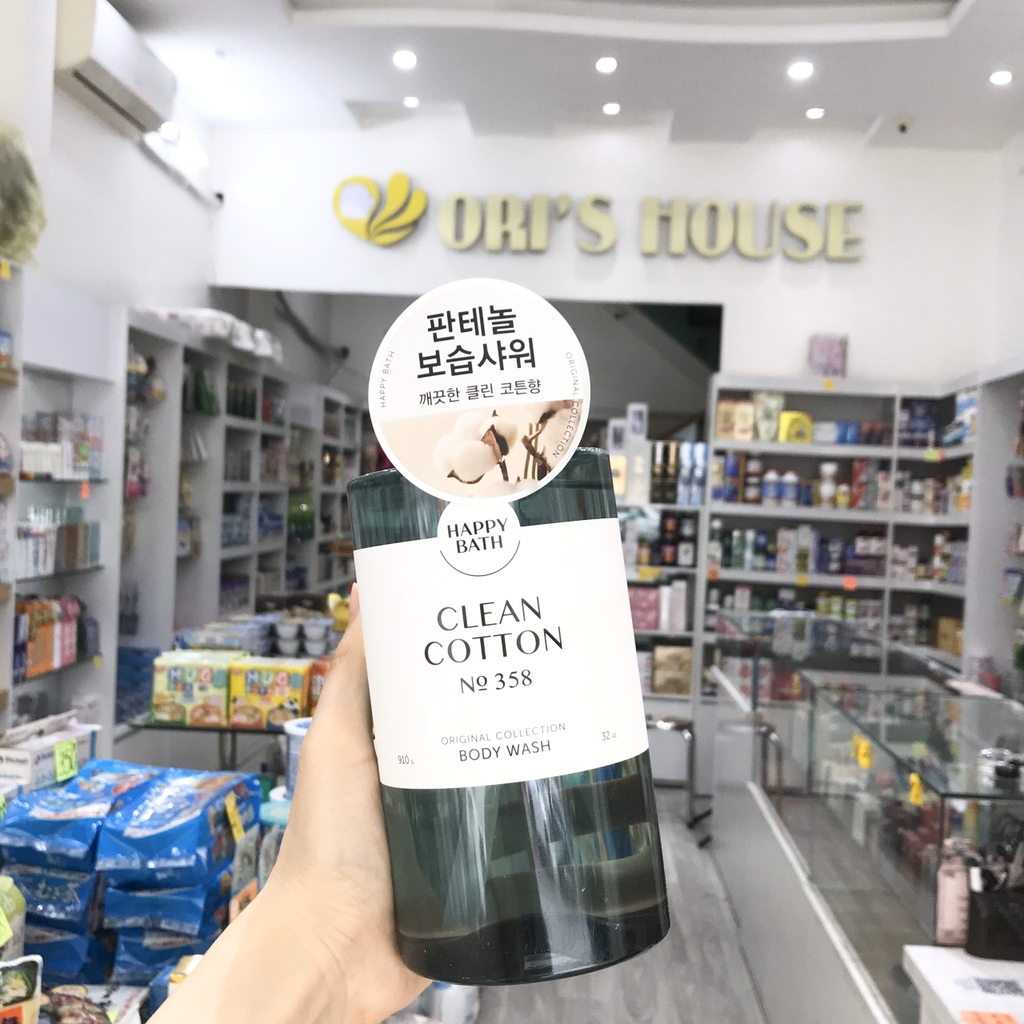 ORI'S HOUSE
판테놀
보습샤워
깨끗한 클린 코튼향
HAPPY BATH
ORIGINAL COLLECTION
HAPPY
BATH
CLEAN
COTTON
№ 358
ORIGINAL COLLECTION
BODY WASH
910 g
32 oz